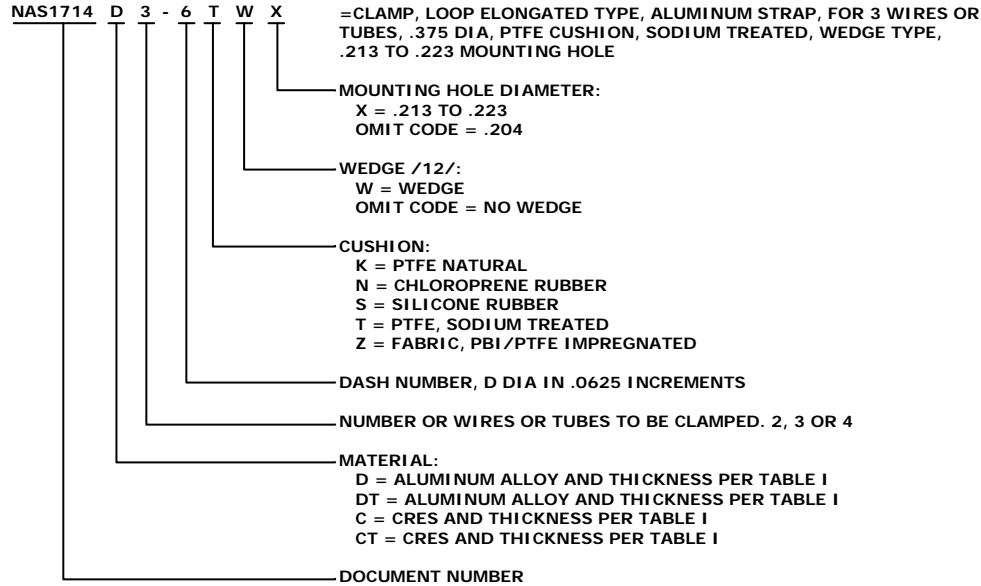 NAS1714 D 3 - 6 T W X =CLAMP, LOOP ELONGATED TYPE, ALUMINUM STRAP, FOR 3 WIRES OR
TUBES, .375 DIA, PTFE CUSHION, SODIUM TREATED, WEDGE TYPE,
.213 TO .223 MOUNTING HOLE
MOUNTING HOLE DIAMETER:
X = .213 TO .223
OMIT CODE = .204
WEDGE /12/:
W = WEDGE
OMIT CODE = NO WEDGE
CUSHION:
K = PTFE NATURAL
N = CHLOROPRENE RUBBER
S = SILICONE RUBBER
T = PTFE, SODIUM TREATED
Z = FABRIC, PBI/PTFE IMPREGNATED
DASH NUMBER, D DIA IN .0625 INCREMENTS
NUMBER OR WIRES OR TUBES TO BE CLAMPED. 2, 3 OR 4
MATERIAL:
D = ALUMINUM ALLOY AND THICKNESS PER TABLE I
DT = ALUMINUM ALLOY AND THICKNESS PER TABLE I
C = CRES AND THICKNESS PER TABLE I
CT = CRES AND THICKNESS PER TABLE I
DOCUMENT NUMBER